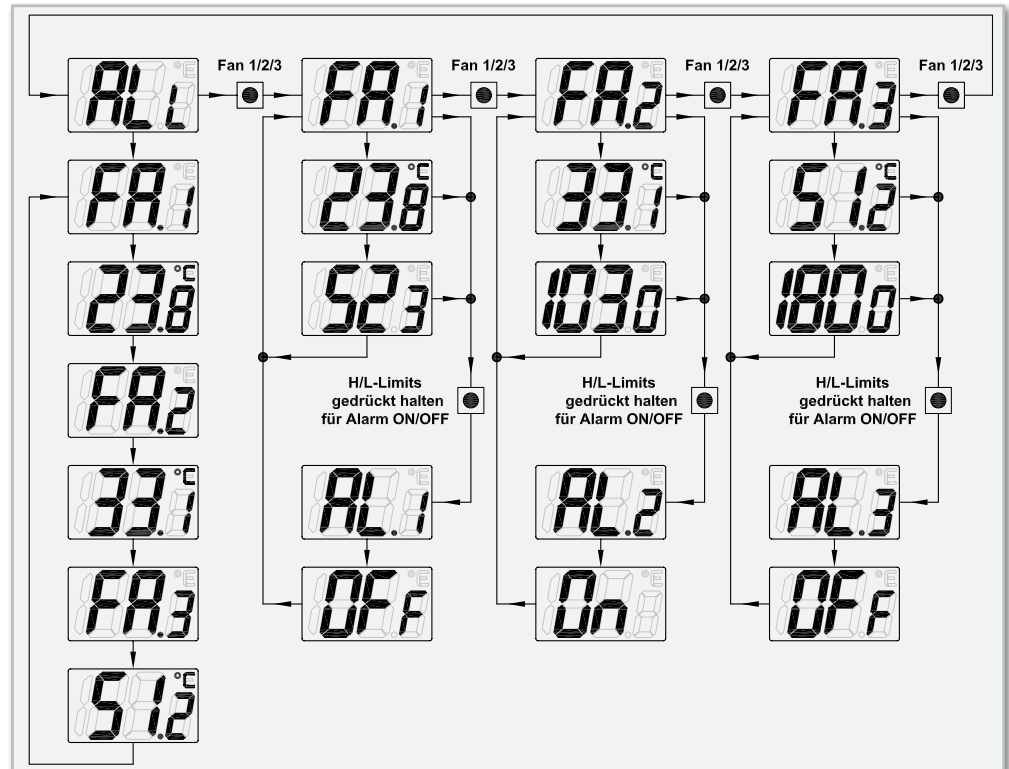 ALL
Fan 1/2/3
FA.1
Fan 1/2/3
FA.2
Fan 1/2/3
FA.3
Fan 1/2/3
FA.1
23.8 °C
33.1 °C
51.2 °C
23.8 °C
523
1030
1800
FA.2
H/L-Limits
gedrückt halten
für Alarm ON/OFF
H/L-Limits
gedrückt halten
für Alarm ON/OFF
H/L-Limits
gedrückt halten
für Alarm ON/OFF
33.1 °C
AL.1
AL.2
AL.3
FA.3
OFF
On
OFF
51.2 °C